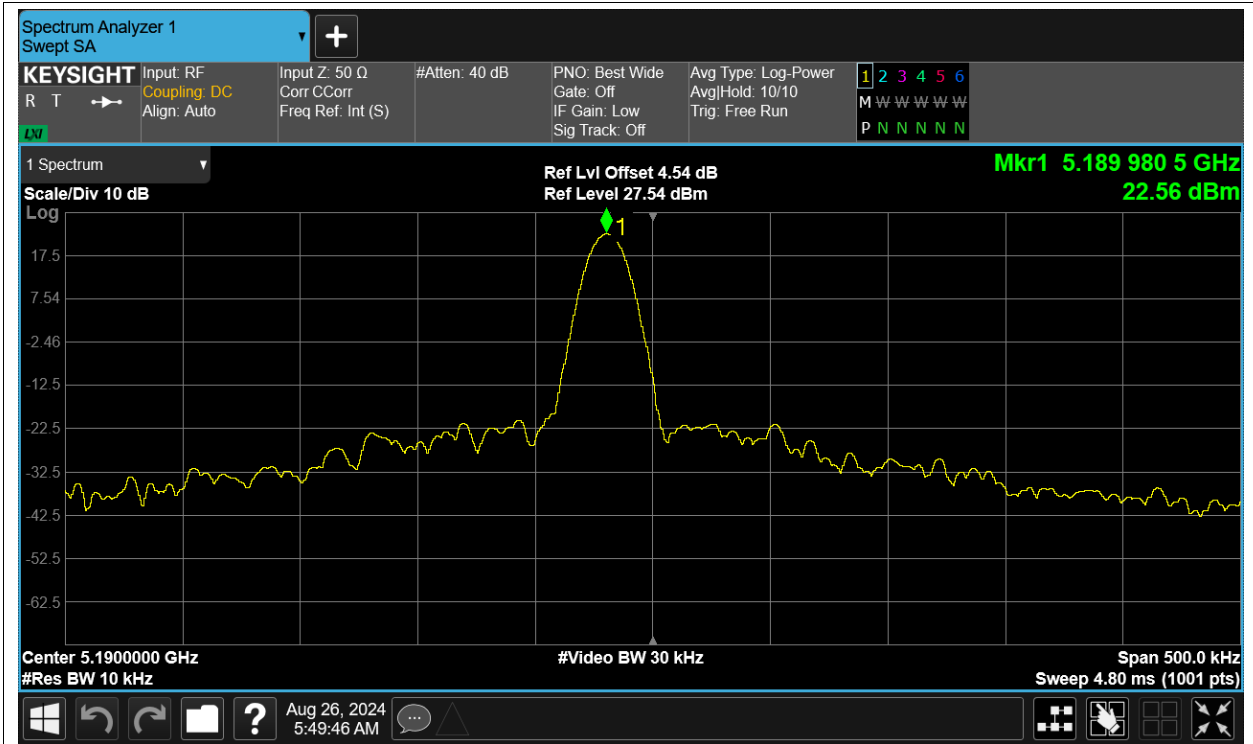 Spectrum Analyzer 1
Swept SA
+
KEYSIGHT
R T
LXI
Input: RF
Coupling: DC
Align: Auto
Input Z: 50 Ω
Corr CCorr
Freq Ref: Int (S)
#Atten: 40 dB
PNO: Best Wide
Gate: Off
IF Gain: Low
Sig Track: Off
Avg Type: Log-Power
Avg|Hold: 10/10
Trig: Free Run
1 2 3 4 5 6
M W W W W W
P N N N N N
1 Spectrum
Scale/Div 10 dB
Log
Ref Lvl Offset 4.54 dB
Ref Level 27.54 dBm
Mkr1 5.189 980 5 GHz
22.56 dBm
1
17.5
7.54
-2.46
-12.5
-22.5
-32.5
-42.5
-52.5
-62.5
Center 5.1900000 GHz
#Res BW 10 kHz
#Video BW 30 kHz
Span 500.0 kHz
Sweep 4.80 ms (1001 pts)
?
Aug 26, 2024
5:49:46 AM